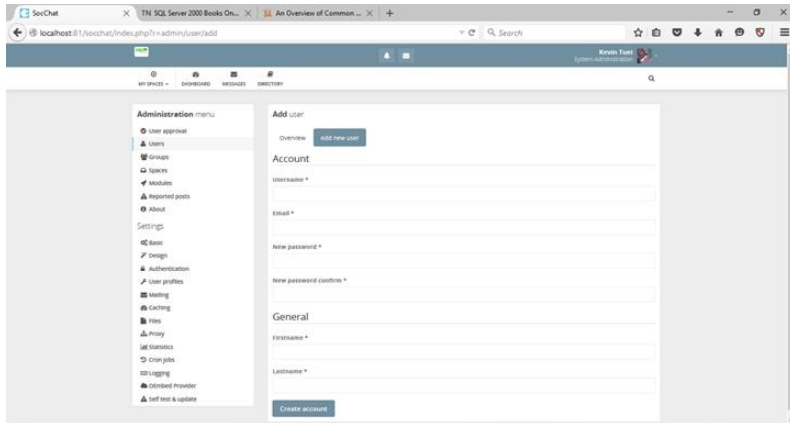 SocChat
TN SQL Server 2000 Books On...
An Overview of Common ...
localhost:81/socchat/index.php?r=admin/user/add
Search
Kevin Tuei
System Administration
MY SPACES
DASHBOARD
MESSAGES
DIRECTORY
Administration menu
User approval
Users
Groups
Spaces
Modules
Reported posts
About
Settings
Basic
Design
Authentication
User profiles
Mailing
Caching
Files
Proxy
Statistics
Cron jobs
Logging
OEmbed Provider
Self test & update
Add user
Overview
Add new user
Account
Username *
Email *
New password *
New password confirm *
General
Firstname *
Lastname *
Create account